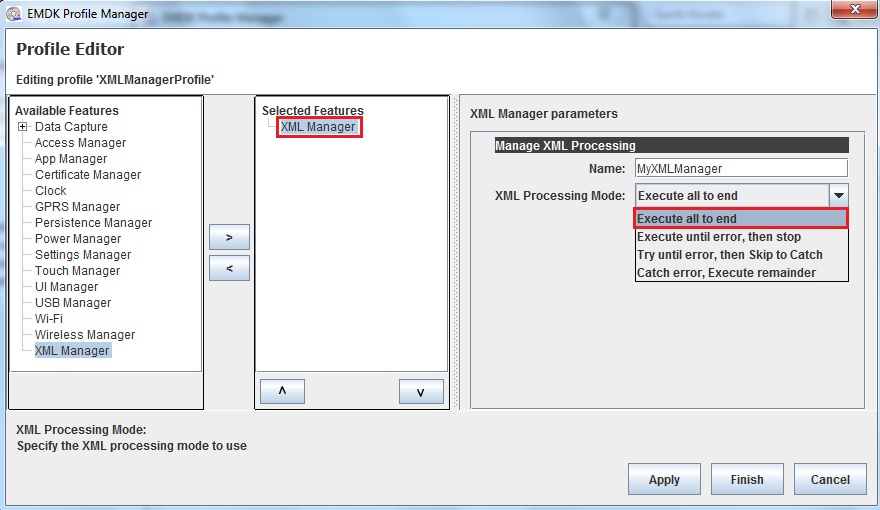 EMDK Profile Manager
Quick Access
Profile Editor
Editing profile 'XMLManagerProfile'
Available Features
Data Capture
Access Manager
App Manager
Certificate Manager
Clock
GPRS Manager
Persistence Manager
Power Manager
Settings Manager
Touch Manager
UI Manager
USB Manager
Wi-Fi
Wireless Manager
XML Manager
>
<
Selected Features
XML Manager
^
v
XML Manager parameters
Manage XML Processing
Name: MyXMLManager
XML Processing Mode: Execute all to end
Execute all to end
Execute until error, then stop
Try until error, then Skip to Catch
Catch error, Execute remainder
XML Processing Mode:
Specify the XML processing mode to use
Apply
Finish
Cancel